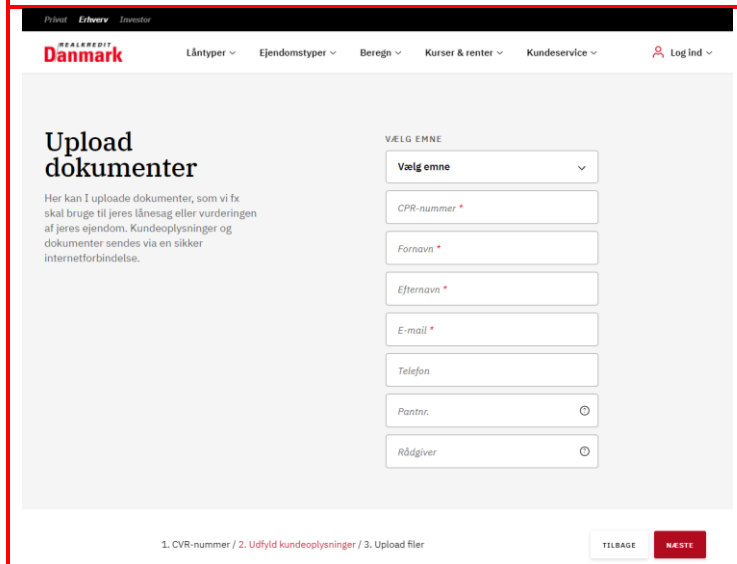 Privat Erhverv Investor
REALKREDIT
Danmark
Låntyper Ejendomstyper Beregn Kurser & renter Kundeservice Log ind
Upload
dokumenter
Her kan I uploade dokumenter, som vi fx
skal bruge til jeres lånesag eller vurderingen
af jeres ejendom. Kundeoplysninger og
dokumenter sendes via en sikker
internetforbindelse.
VÆLG EMNE
Vælg emne
CPR-nummer *
Fornavn *
Efternavn *
E-mail *
Telefon
Pantnr.
Rådgiver
1. CVR-nummer / 2. Udfyld kundeoplysninger / 3. Upload filer
TILBAGE NÆSTE